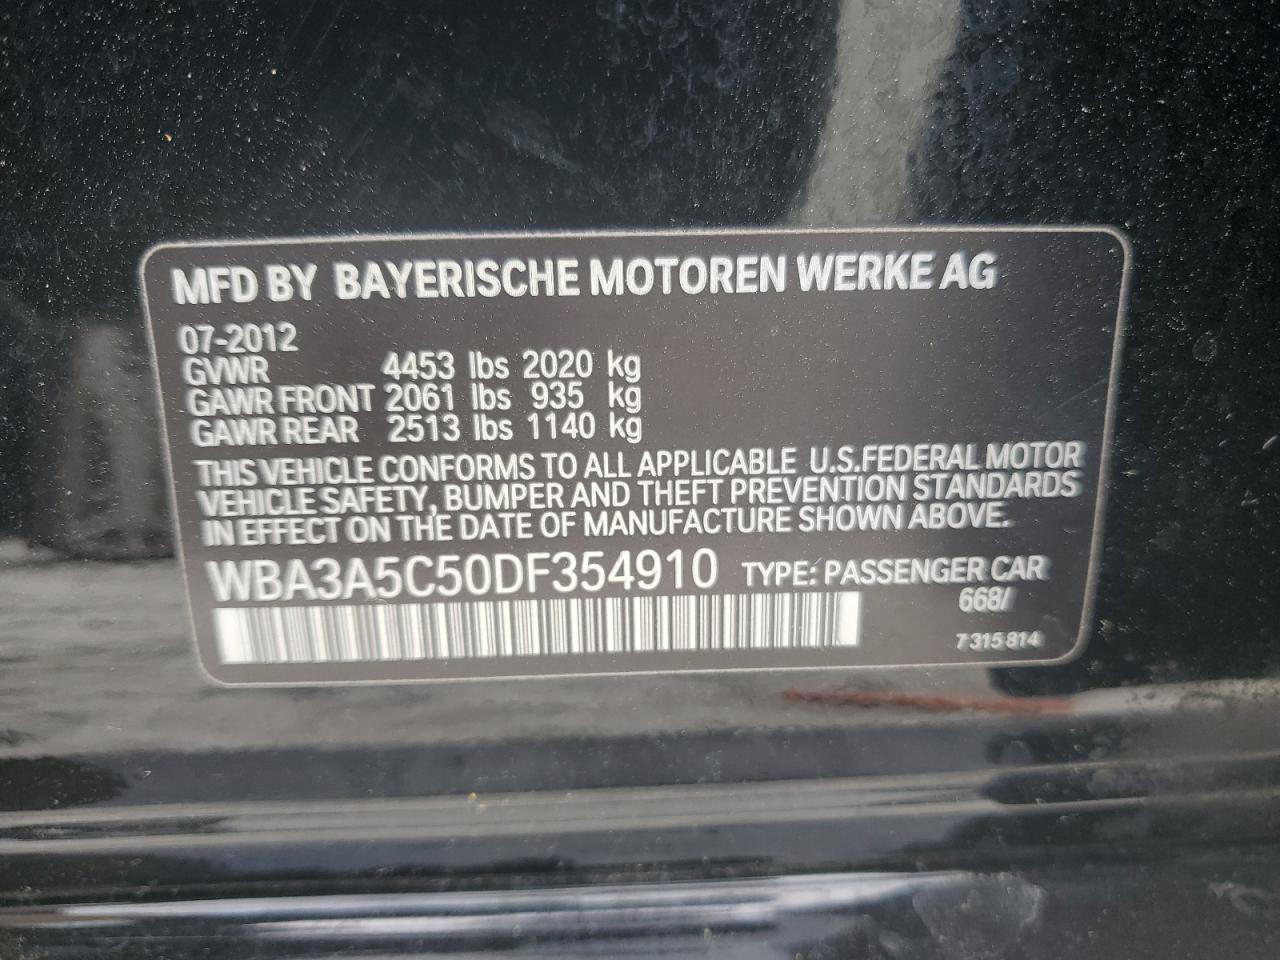 MFD BY BAYERISCHE MOTOREN WERKE AG
07-2012
GVWR 4453 lbs 2020 kg
GAWR FRONT 2061 lbs 935 kg
GAWR REAR 2513 lbs 1140 kg
THIS VEHICLE CONFORMS TO ALL APPLICABLE U.S.FEDERAL MOTOR
VEHICLE SAFETY, BUMPER AND THEFT PREVENTION STANDARDS
IN EFFECT ON THE DATE OF MANUFACTURE SHOWN ABOVE.
WBA3A5C50DF354910 TYPE: PASSENGER CAR
668/
7 315 814